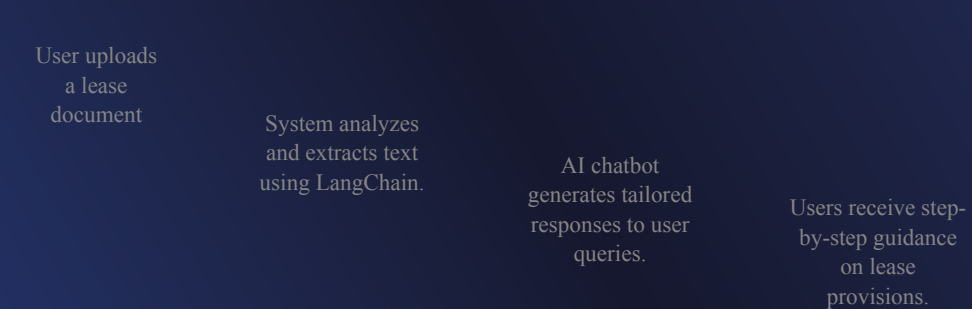 User uploads
a lease
document
System analyzes
and extracts text
using LangChain.
AI chatbot
generates tailored
responses to user
queries.
Users receive step-
by-step guidance
on lease
provisions.